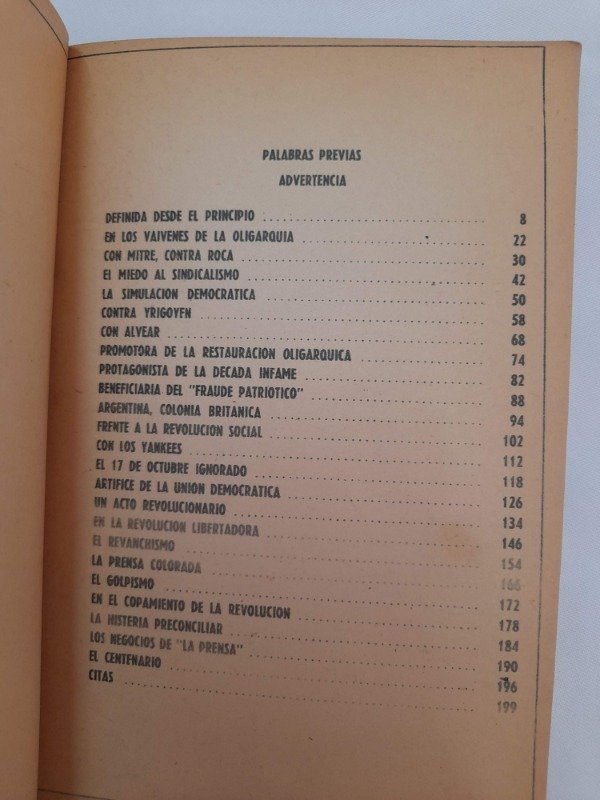 PALABRAS PREVIAS
ADVERTENCIA
DEFINIDA DESDE EL PRINCIPIO 8
EN LOS VAIVENES DE LA OLIGARQUIA 22
CON MITRE, CONTRA ROCA 30
EL MIEDO AL SINDICALISMO 42
LA SIMULACION DEMOCRATICA 50
CONTRA YRIGOYEN 58
CON ALVEAR 68
PROMOTORA DE LA RESTAURACION OLIGARQUICA 74
PROTAGONISTA DE LA DECADA INFAME 82
BENEFICIARIA DEL "FRAUDE PATRIOTICO" 88
ARGENTINA, COLONIA BRITANICA 94
FRENTE A LA REVOLUCION SOCIAL 102
CON LOS YANKEES 112
EL 17 DE OCTUBRE IGNORADO 118
ARTIFICE DE LA UNION DEMOCRATICA 126
UN ACTO REVOLUCIONARIO 134
EN LA REVOLUCION LIBERTADORA 146
EL REVANCHISMO 154
LA PRENSA COLORADA 166
EL GOLPISMO 172
EN EL COPAMIENTO DE LA REVOLUCION 178
LA HISTERIA PRECONCILIAR 184
LOS NEGOCIOS DE "LA PRENSA" 190
EL CENTENARIO 196
CITAS 199